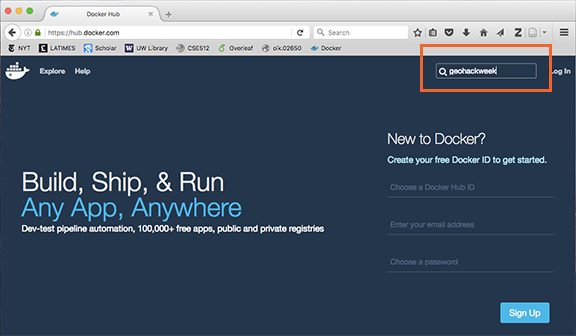 Docker Hub
https://hub.docker.com
Search
NYT
LATIMES
Scholar
UW Library
CSE512
Overleaf
oik.02650
Docker
Explore
Help
geohackweek
Log In
New to Docker?
Create your free Docker ID to get started.
Choose a Docker Hub ID
Build, Ship, & Run
Any App, Anywhere
Dev-test pipeline automation, 100,000+ free apps, public and private registries
Enter your email address
Choose a password
Sign Up